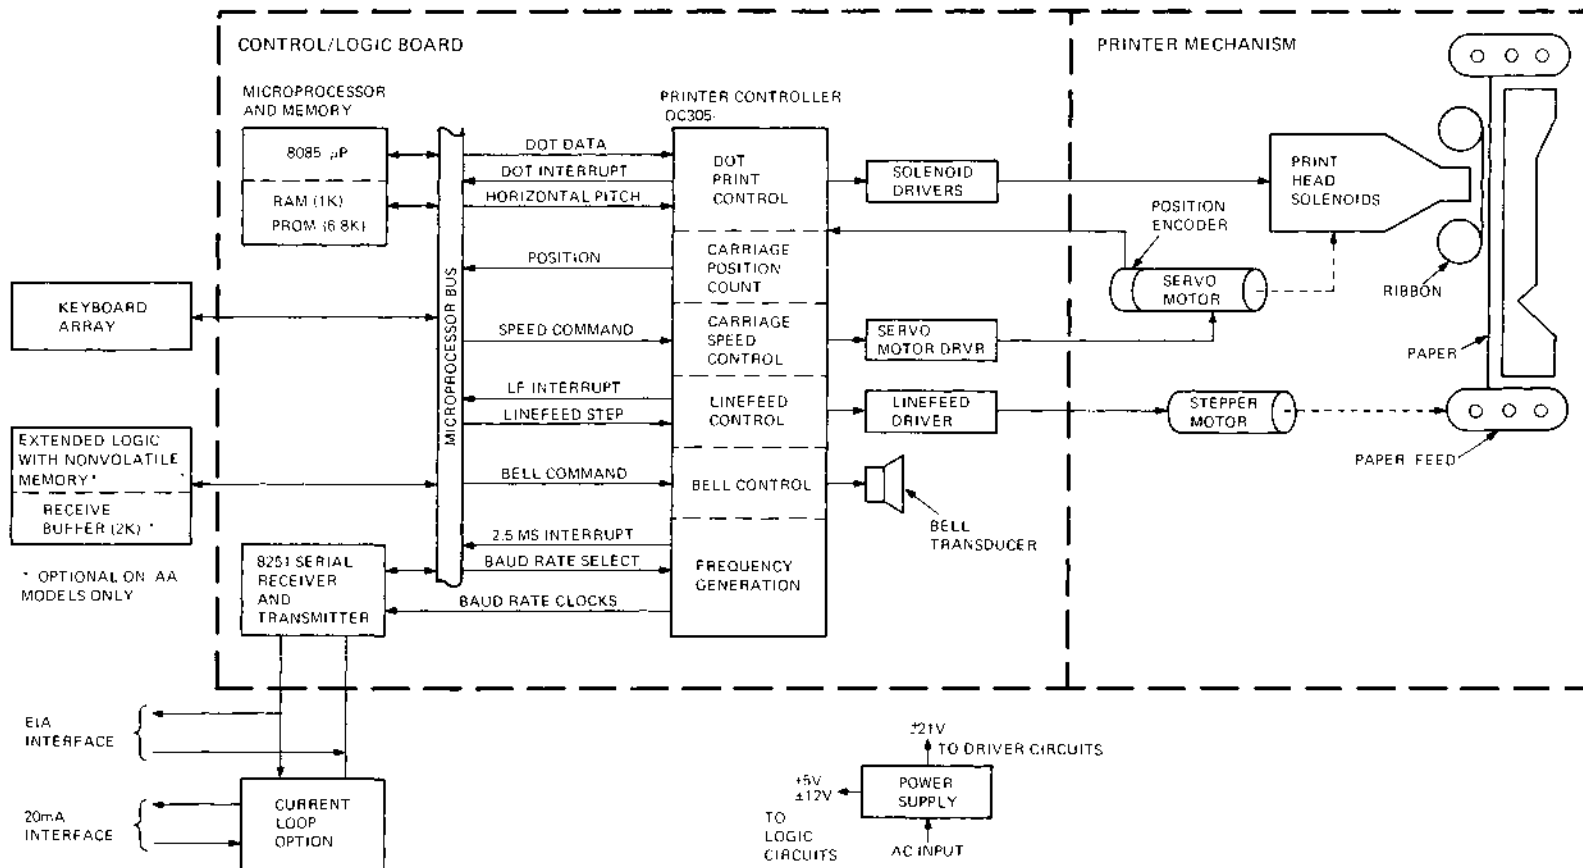 CONTROL/LOGIC BOARD
PRINTER MECHANISM
MICROPROCESSOR
AND MEMORY
8085 µP
RAM (1K)
PROM (6.8K)
PRINTER CONTROLLER
DC305-
MICROPROCESSOR BUS
DOT DATA
DOT INTERRUPT
HORIZONTAL PITCH
POSITION
SPEED COMMAND
LF INTERRUPT
LINEFEED STEP
BELL COMMAND
2.5 MS INTERRUPT
BAUD RATE SELECT
BAUD RATE CLOCKS
DOT
PRINT
CONTROL
CARRIAGE
POSITION
COUNT
CARRIAGE
SPEED
CONTROL
LINEFEED
CONTROL
BELL CONTROL
FREQUENCY
GENERATION
SOLENOID
DRIVERS
SERVO
MOTOR DRVR
LINEFEED
DRIVER
BELL
TRANSDUCER
PRINT
HEAD
SOLENOIDS
POSITION
ENCODER
SERVO
MOTOR
STEPPER
MOTOR
RIBBON
PAPER
PAPER FEED
KEYBOARD
ARRAY
EXTENDED LOGIC
WITH NONVOLATILE
MEMORY*
RECEIVE
BUFFER (2K) *
* OPTIONAL ON AA
MODELS ONLY
8251 SERIAL
RECEIVER
AND
TRANSMITTER
EIA
INTERFACE
20mA
INTERFACE
CURRENT
LOOP
OPTION
±21V
TO DRIVER CIRCUITS
+5V
±12V
POWER
SUPPLY
TO
LOGIC
CIRCUITS
AC INPUT